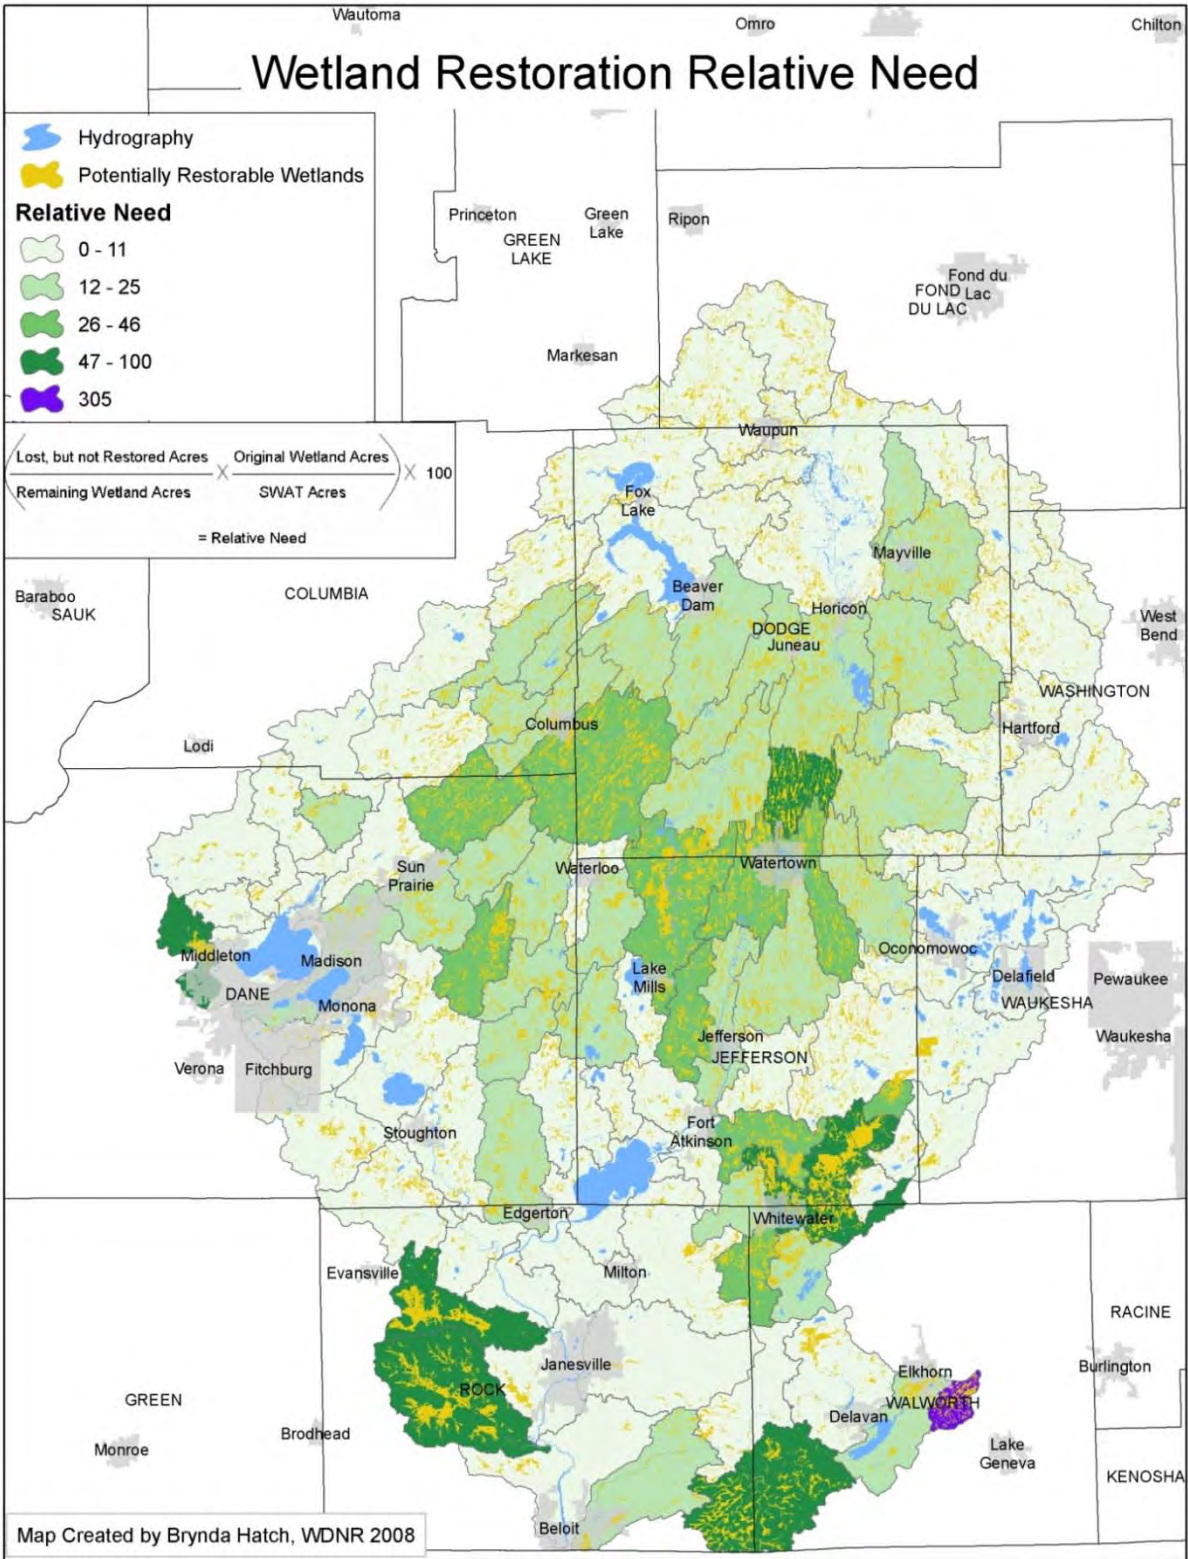 Wautoma
Omro
Chilton
Wetland Restoration Relative Need
Hydrography
Potentially Restorable Wetlands
Relative Need
0 - 11
12 - 25
26 - 46
47 - 100
305
Lost, but not Restored Acres
Remaining Wetland Acres
X
Original Wetland Acres
SWAT Acres
X 100
= Relative Need
Princeton
Green
Lake
Ripon
GREEN
LAKE
Fond du
Lac
FOND
DU LAC
Markesan
Waupun
Fox
Lake
Mayville
Baraboo
SAUK
COLUMBIA
Beaver
Dam
Horicon
DODGE
Juneau
West
Bend
WASHINGTON
Hartford
Columbus
Lodi
Sun
Prairie
Waterloo
Watertown
Middleton
Madison
DANE
Monona
Lake
Mills
Oconomowoc
Delafield
WAUKESHA
Pewaukee
Waukesha
Jefferson
JEFFERSON
Verona
Fitchburg
Stoughton
Fort
Atkinson
Edgerton
Whitewater
Evansville
Milton
RACINE
Janesville
Elkhorn
Burlington
ROCK
WALWORTH
Delavan
GREEN
Brodhead
Monroe
Lake
Geneva
KENOSHA
Beloit
Map Created by Brynda Hatch, WDNR 2008